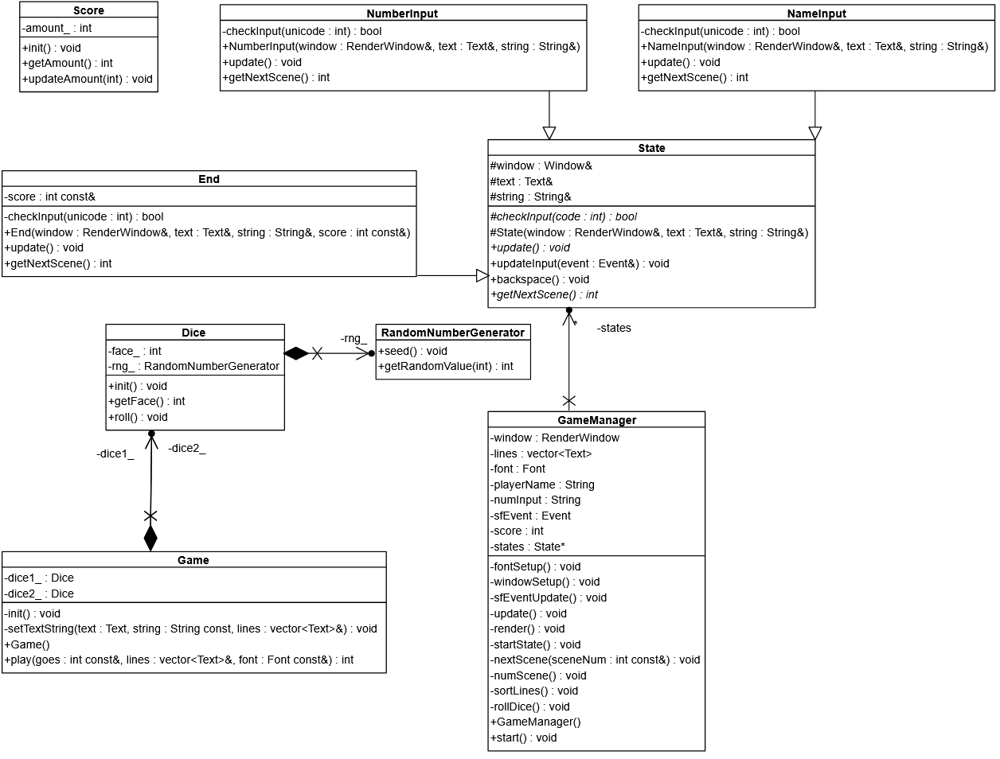 Score
-amount_ : int
+init() : void
+getAmount() : int
+updateAmount(int) : void
NumberInput
-checkInput(unicode : int) : bool
+NumberInput(window : RenderWindow&, text : Text&, string : String&)
+update() : void
+getNextScene() : int
NameInput
-checkInput(unicode : int) : bool
+NameInput(window : RenderWindow&, text : Text&, string : String&)
+update() : void
+getNextScene() : int
State
#window : Window&
#text : Text&
#string : String&
#checkInput(code : int) : bool
#State(window : RenderWindow&, text : Text&, string : String&)
+update() : void
+updateInput(event : Event&) : void
+backspace() : void
+getNextScene() : int
End
-score : int const&
-checkInput(unicode : int) : bool
+End(window : RenderWindow&, text : Text&, string : String&, score : int const&)
+update() : void
+getNextScene() : int
* -states
Dice
-face_ : int
-rng_ : RandomNumberGenerator
+init() : void
+getFace() : int
+roll() : void
-rng_
RandomNumberGenerator
+seed() : void
+getRandomValue(int) : int
-dice1_ -dice2_
Game
-dice1_ : Dice
-dice2_ : Dice
-init() : void
-setTextString(text : Text, string : String const, lines : vector<Text>&) : void
+Game()
+play(goes : int const&, lines : vector<Text>&, font : Font const&) : int
GameManager
-window : RenderWindow
-lines : vector<Text>
-font : Font
-playerName : String
-numInput : String
-sfEvent : Event
-score : int
-states : State*
-fontSetup() : void
-windowSetup() : void
-sfEventUpdate() : void
-update() : void
-render() : void
-startState() : void
-nextScene(sceneNum : int const&) : void
-numScene() : void
-sortLines() : void
-rollDice() : void
+GameManager()
+start() : void